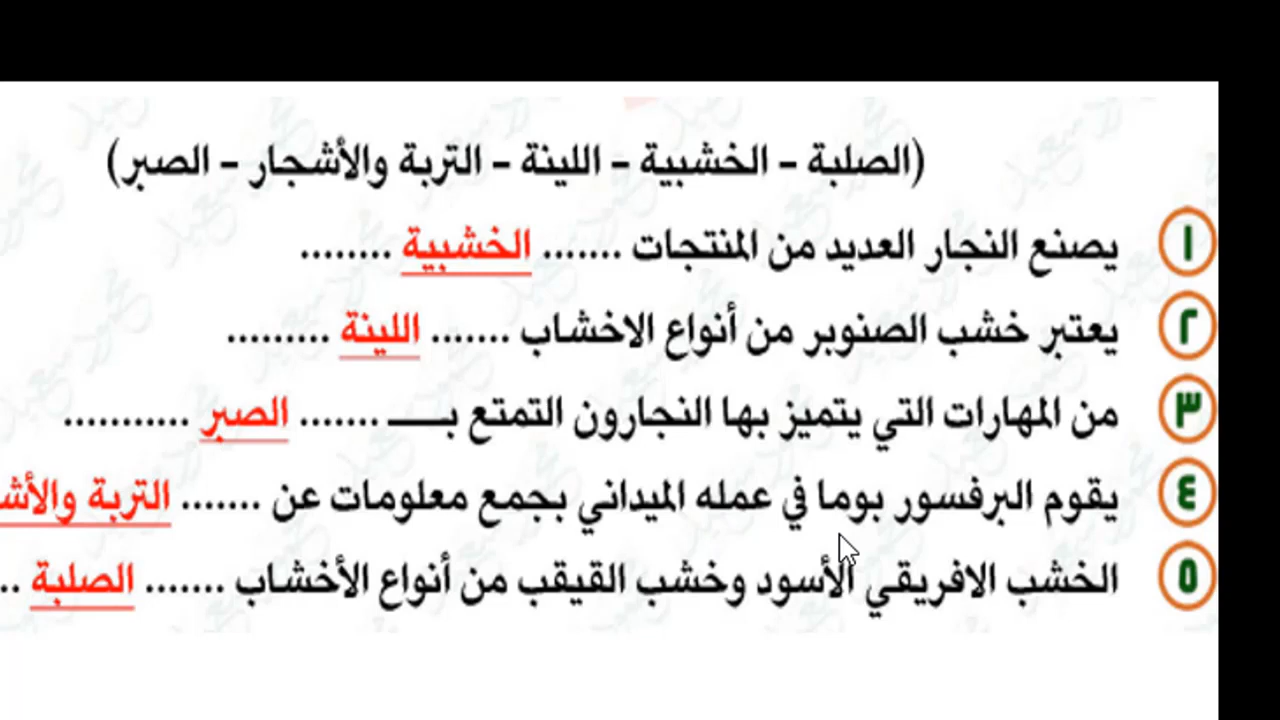 (الصلبة – الخشبية – اللينة – التربة والأشجار – الصبر)
١ يصنع النجار العديد من المنتجات ....... الخشبية ........
٢ يعتبر خشب الصنوبر من أنواع الاخشاب ....... اللينة .........
٣ من المهارات التي يتميز بها النجارون التمتع بـــــ ....... الصبر ...........
٤ يقوم البرفسور بوما في عمله الميداني بجمع معلومات عن ....... التربة
٥ الخشب الافريقي الأسود وخشب القيقب من أنواع الأخشاب ....... الصلبة ..